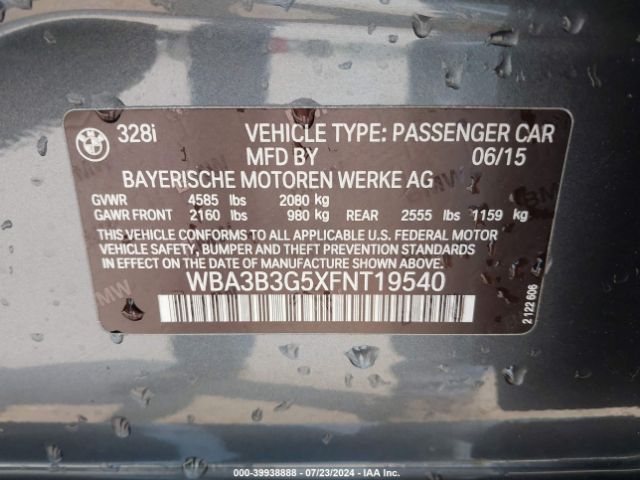 BMW 328i VEHICLE TYPE: PASSENGER CAR
MFD BY 06/15
BAYERISCHE MOTOREN WERKE AG
GVWR 4585 lbs 2080 kg
GAWR FRONT 2160 lbs 980 kg REAR 2555 lbs 1159 kg
THIS VEHICLE CONFORMS TO ALL APPLICABLE U.S. FEDERAL MOTOR
VEHICLE SAFETY, BUMPER AND THEFT PREVENTION STANDARDS IN
EFFECT ON THE DATE OF MANUFACTURE SHOWN ABOVE.
WBA3B3G5XFNT19540
2 122 606
000-39938888 - 07/23/2024 - IAAI.COM